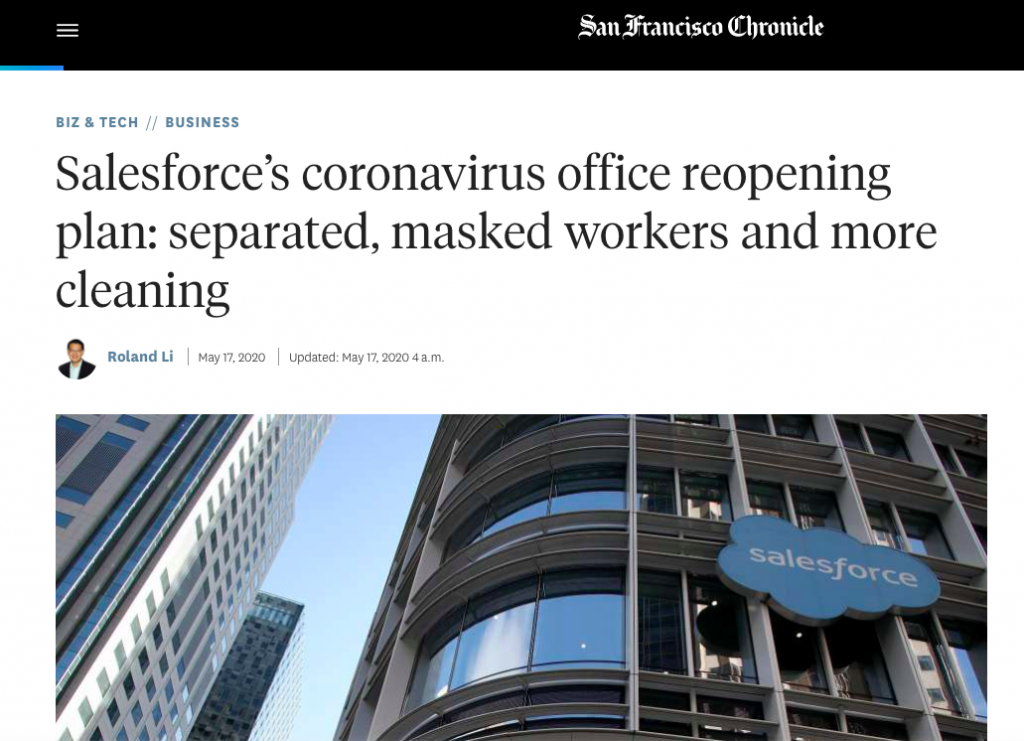 San Francisco Chronicle
BIZ & TECH // BUSINESS
Salesforce’s coronavirus office reopening
plan: separated, masked workers and more
cleaning
Roland Li | May 17, 2020 | Updated: May 17, 2020 4 a.m.
salesforce